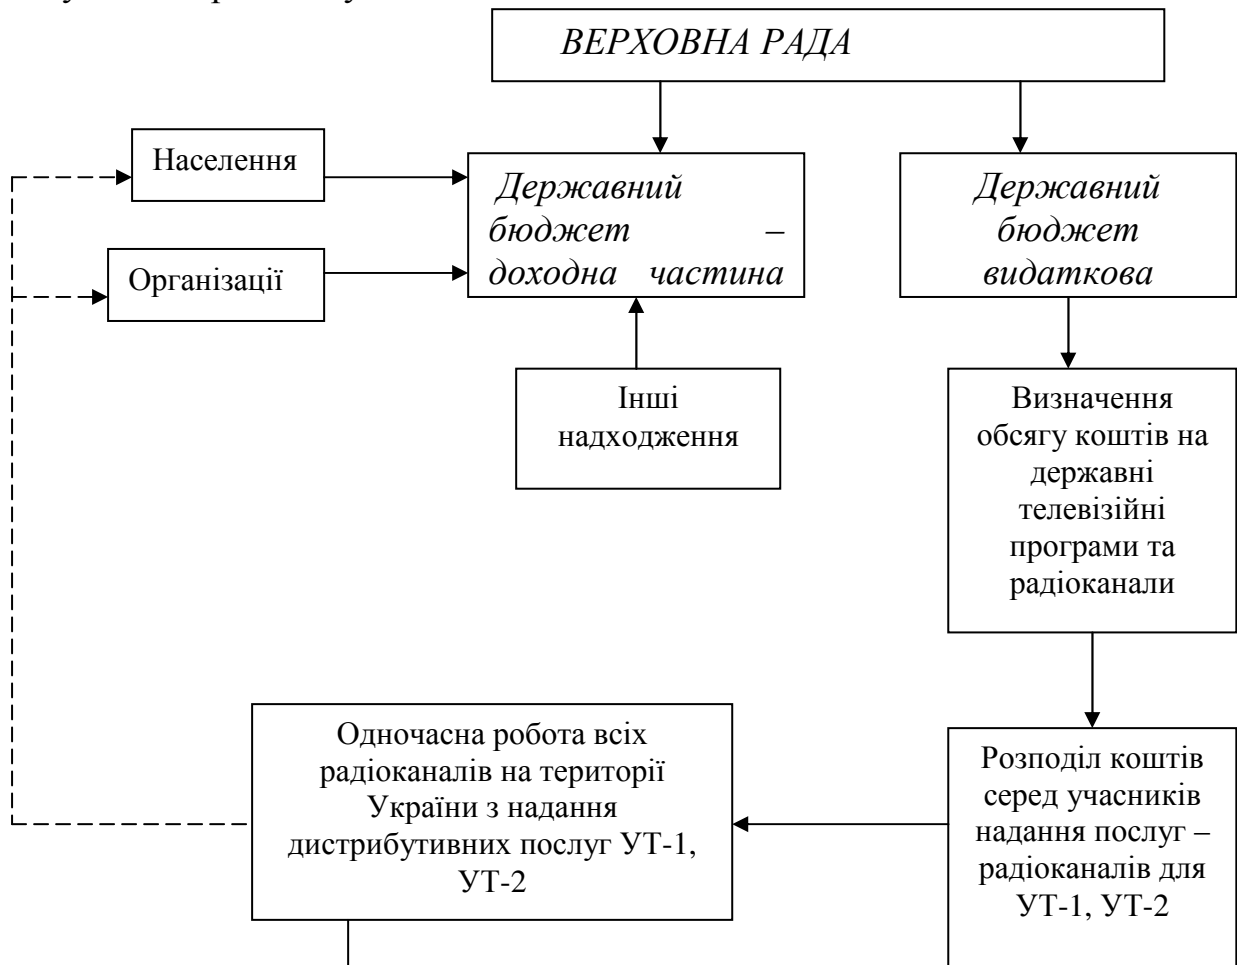 ВЕРХОВНА РАДА
Населення
Організації
Державний
бюджет –
доходна частина
Державний
бюджет
видаткова
Інші
надходження
Визначення
обсягу коштів на
державні
телевізійні
програми та
радіоканали
Одночасна робота всіх
радіоканалів на території
України з надання
дистрибутивних послуг УТ-1,
УТ-2
Розподіл коштів
серед учасників
надання послуг –
радіоканалів для
УТ-1, УТ-2